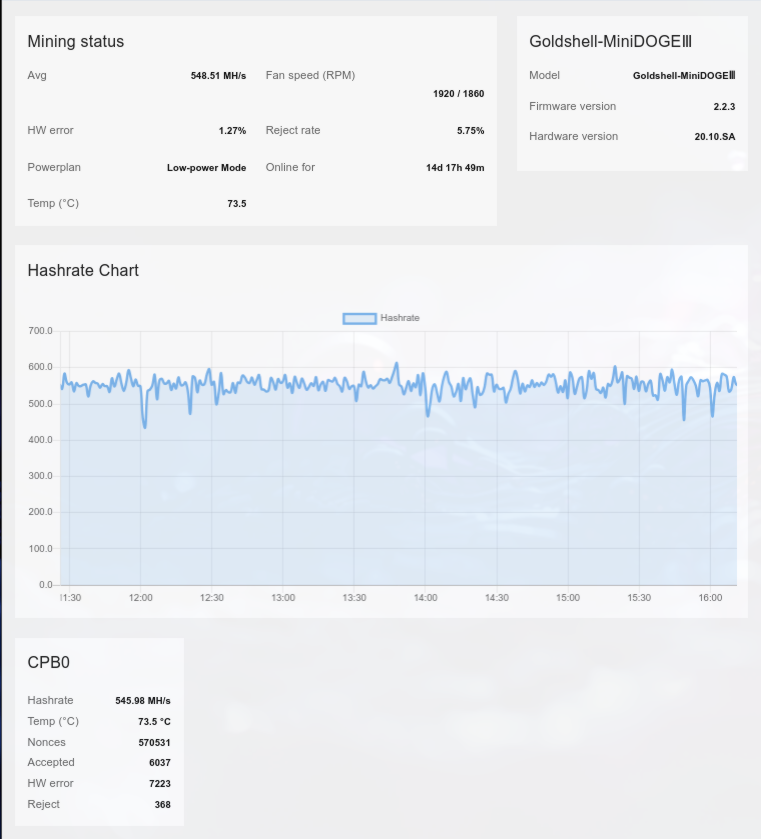 Mining status
Avg 548.51 MH/s Fan speed (RPM)
1920 / 1860
HW error 1.27% Reject rate 5.75%
Powerplan Low-power Mode Online for 14d 17h 49m
Temp (°C) 73.5
Goldshell-MiniDOGEⅢ
Model Goldshell-MiniDOGEⅢ
Firmware version 2.2.3
Hardware version 20.10.SA
Hashrate Chart
Hashrate
700.0
600.0
500.0
400.0
300.0
200.0
100.0
0.0
11:30 12:00 12:30 13:00 13:30 14:00 14:30 15:00 15:30 16:00
CPB0
Hashrate 545.98 MH/s
Temp (°C) 73.5 °C
Nonces 570531
Accepted 6037
HW error 7223
Reject 368